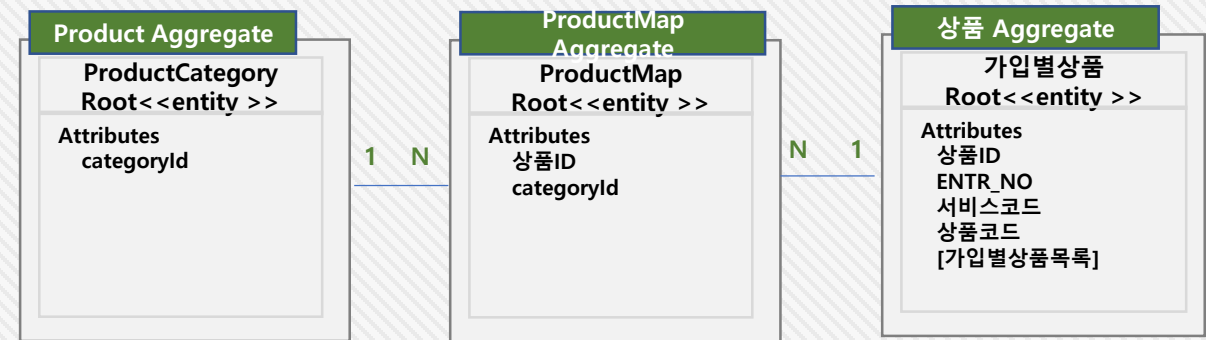 Product Aggregate
ProductCategory
Root<<entity >>
Attributes
categoryId
1 N
ProductMap
Aggregate
ProductMap
Root<<entity >>
Attributes
상품ID
categoryId
N 1
상품 Aggregate
가입별상품
Root<<entity >>
Attributes
상품ID
ENTR_NO
서비스코드
상품코드
[가입별상품목록]